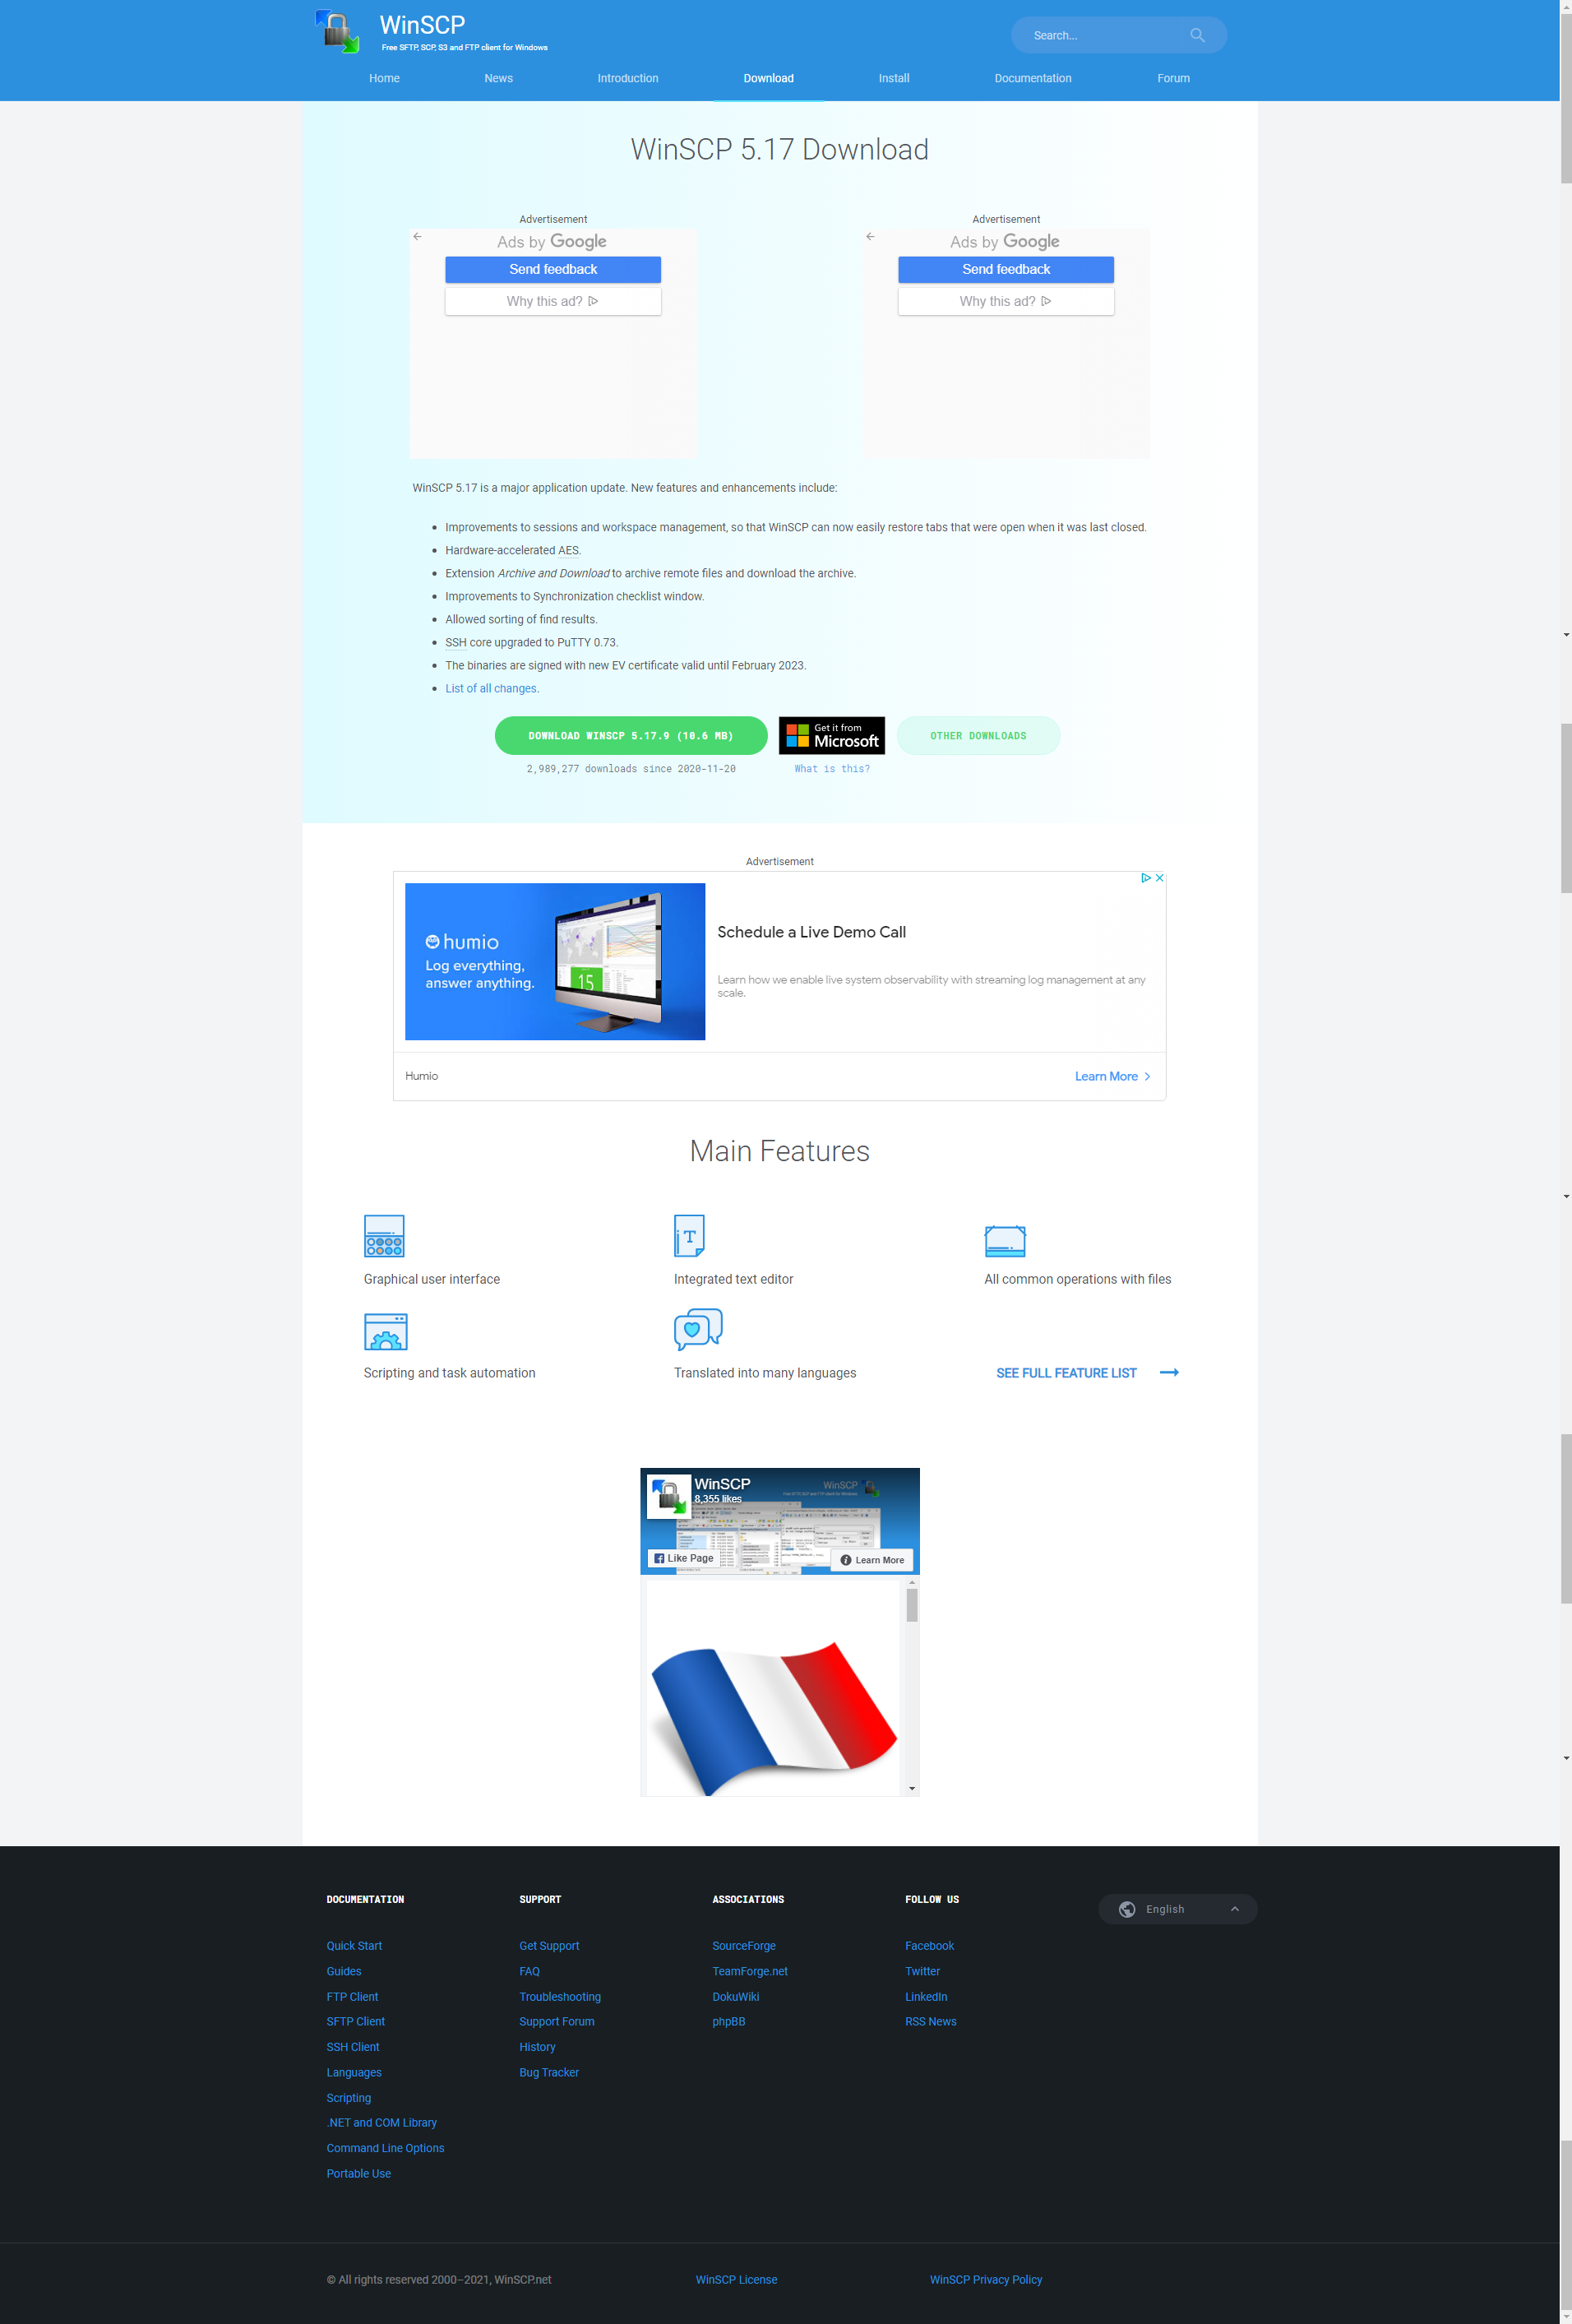 WinSCP
Free SFTP, SCP, S3 and FTP client for Windows
Search...
Home
News
Introduction
Download
Install
Documentation
Forum
WinSCP 5.17 Download
Advertisement
Ads by Google
Send feedback
Why this ad?
Advertisement
Ads by Google
Send feedback
Why this ad?
WinSCP 5.17 is a major application update. New features and enhancements include:
Improvements to sessions and workspace management, so that WinSCP can now easily restore tabs that were open when it was last closed.
Hardware-accelerated AES.
Extension Archive and Download to archive remote files and download the archive.
Improvements to Synchronization checklist window.
Allowed sorting of find results.
SSH core upgraded to PuTTY 0.73.
The binaries are signed with new EV certificate valid until February 2023.
List of all changes.
DOWNLOAD WINSCP 5.17.9 (10.6 MB)
2,989,277 downloads since 2020-11-20
Get it from
Microsoft
What is this?
OTHER DOWNLOADS
Advertisement
humio
Log everything,
answer anything.
15
Schedule a Live Demo Call
Learn how we enable live system observability with streaming log management at any
scale.
Humio
Learn More
Main Features
Graphical user interface
T
Integrated text editor
All common operations with files
Scripting and task automation
Translated into many languages
SEE FULL FEATURE LIST
WinSCP
8,355 likes
WinSCP
Like Page
Learn More
DOCUMENTATION
Quick Start
Guides
FTP Client
SFTP Client
SSH Client
Languages
Scripting
.NET and COM Library
Command Line Options
Portable Use
SUPPORT
Get Support
FAQ
Troubleshooting
Support Forum
History
Bug Tracker
ASSOCIATIONS
SourceForge
TeamForge.net
DokuWiki
phpBB
FOLLOW US
Facebook
Twitter
LinkedIn
RSS News
English
© All rights reserved 2000–2021, WinSCP.net
WinSCP License
WinSCP Privacy Policy